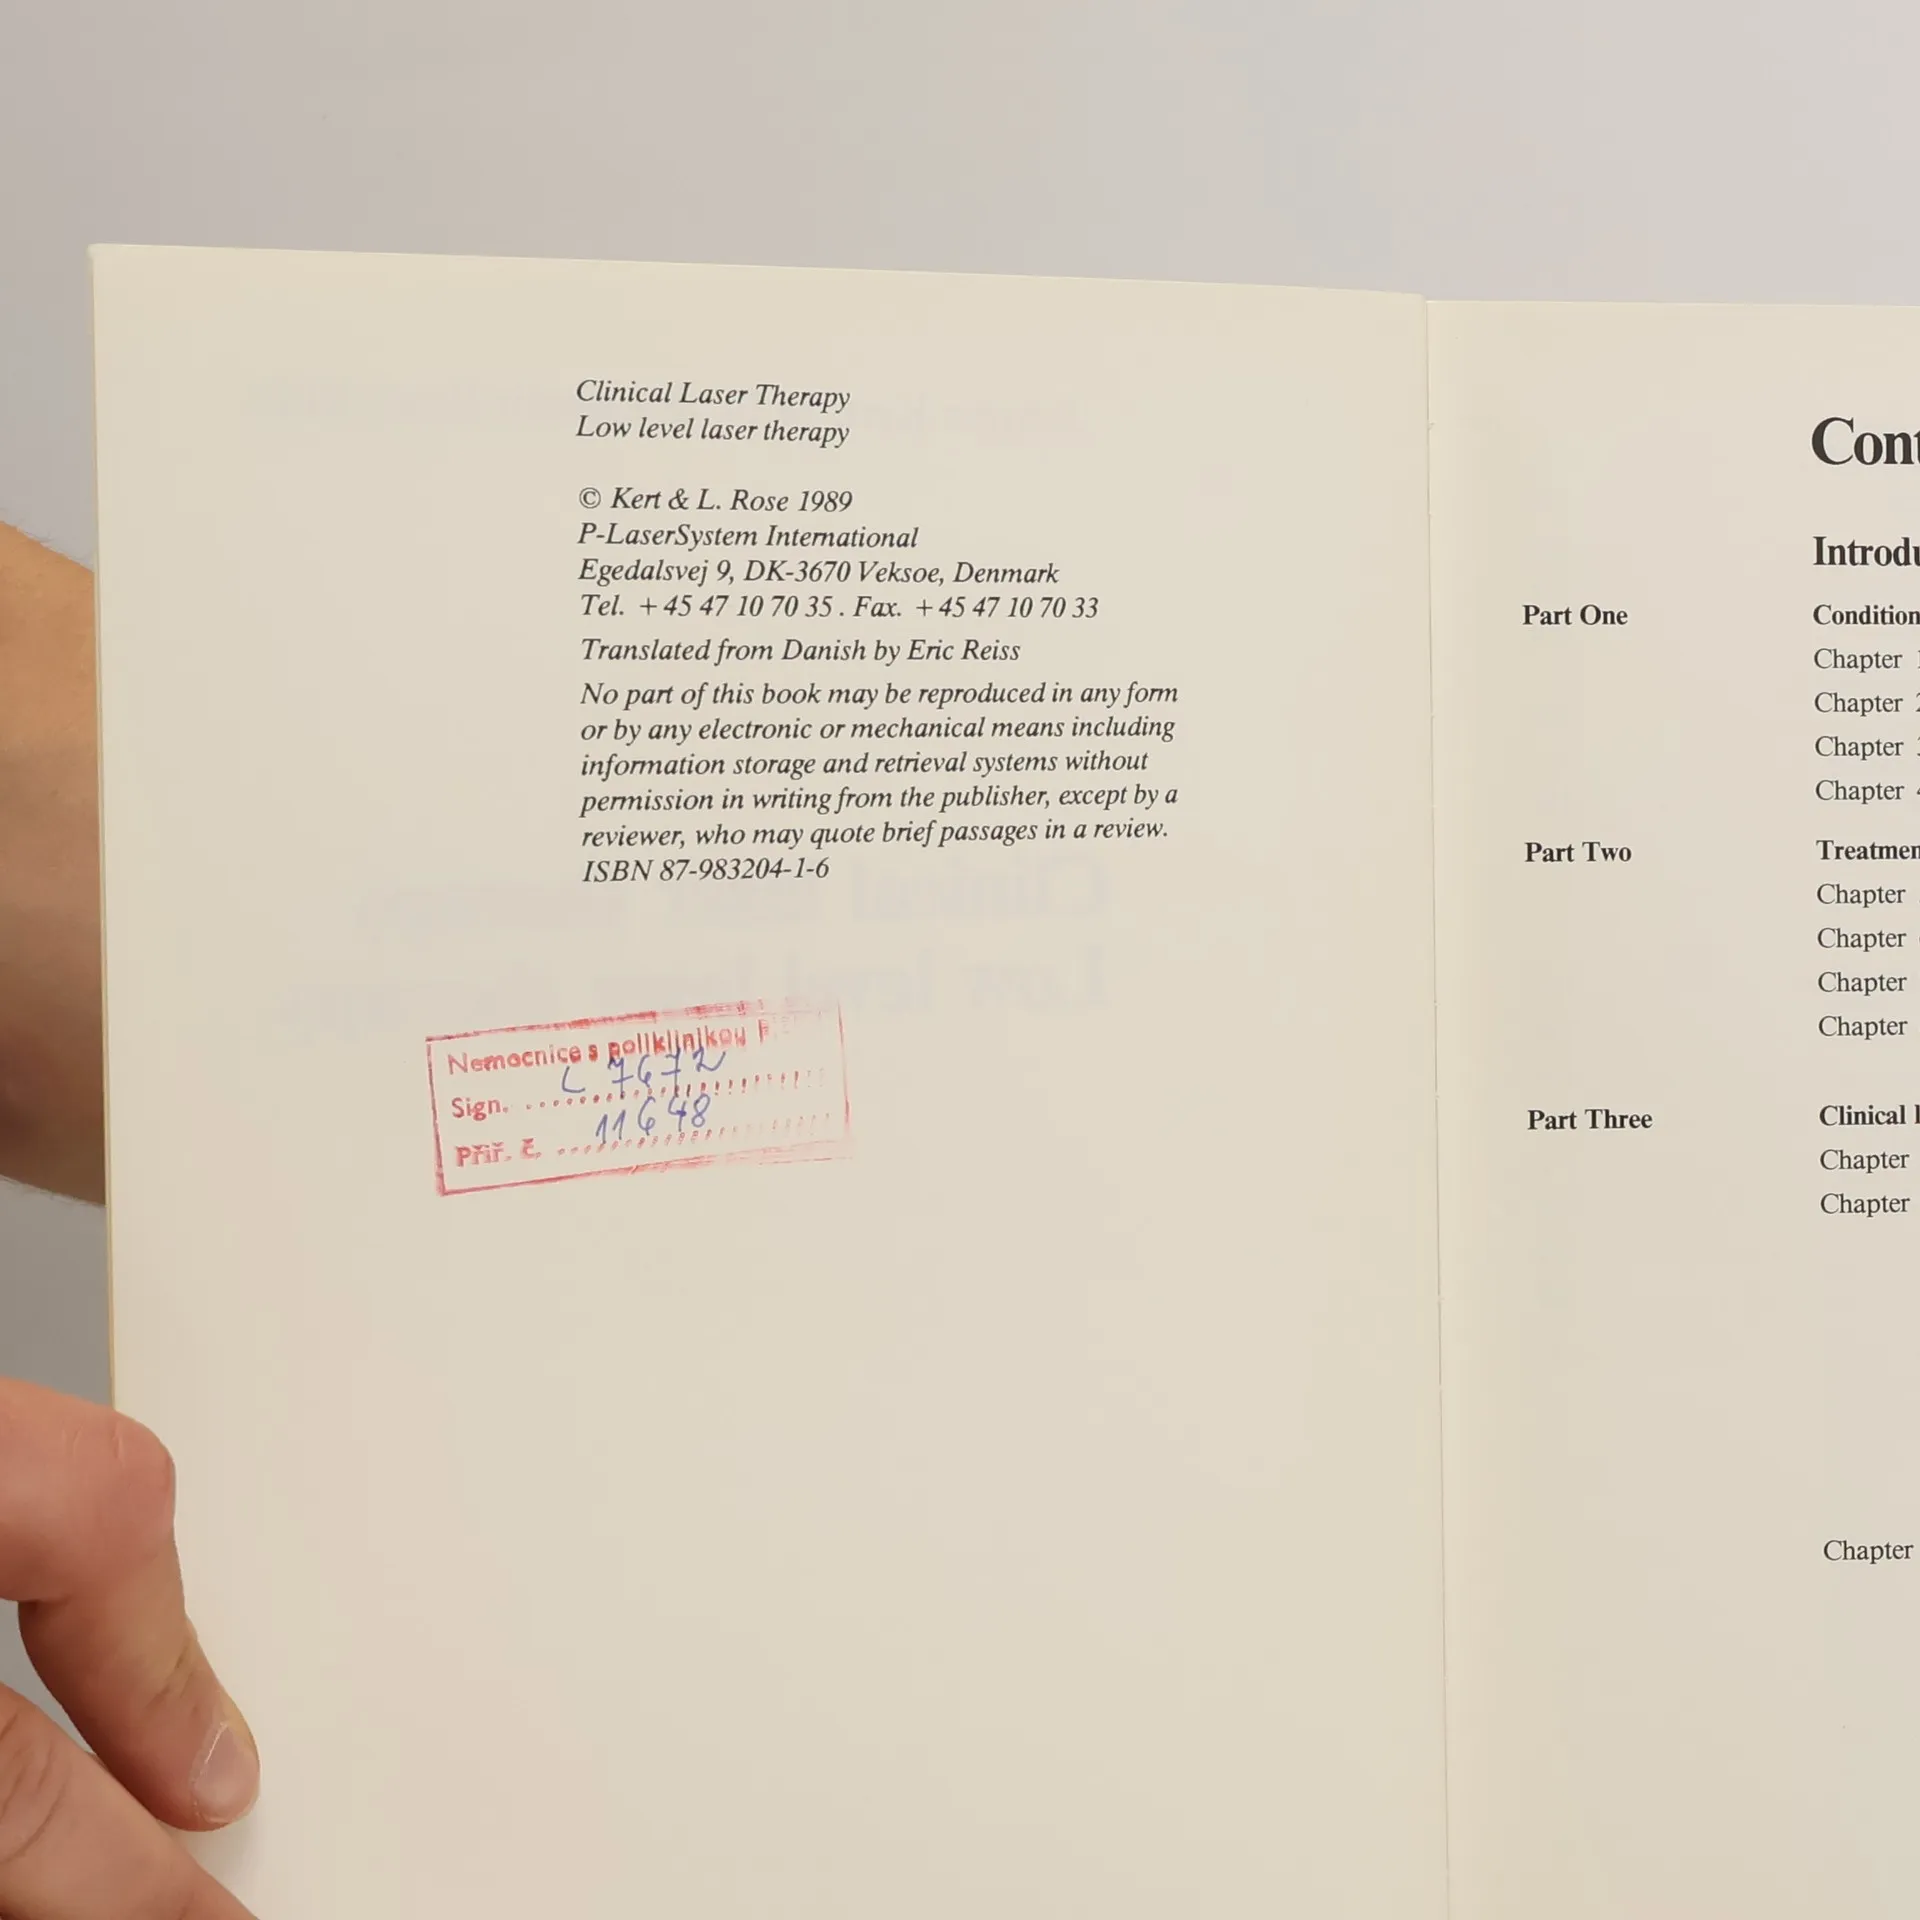 Clinical Laser Therapy
Low level laser therapy
© Kert & L. Rose 1989
P-LaserSystem International
Egedalsvej 9, DK-3670 Veksoe, Denmark
Tel. +45 47 10 70 35 . Fax. +45 47 10 70 33
Translated from Danish by Eric Reiss
No part of this book may be reproduced in any form
or by any electronic or mechanical means including
information storage and retrieval systems without
permission in writing from the publisher, except by a
reviewer, who may quote brief passages in a review.
ISBN 87-983204-1-6
Nemocnice s poliklinikou
Sign. L 7672
Přír. č. 11648
Part One
Chapter
Chapter
Chapter
Chapter
Part Two
Chapter
Chapter
Chapter
Chapter
Part Three Clinical
Chapter
Chapter
Chapter